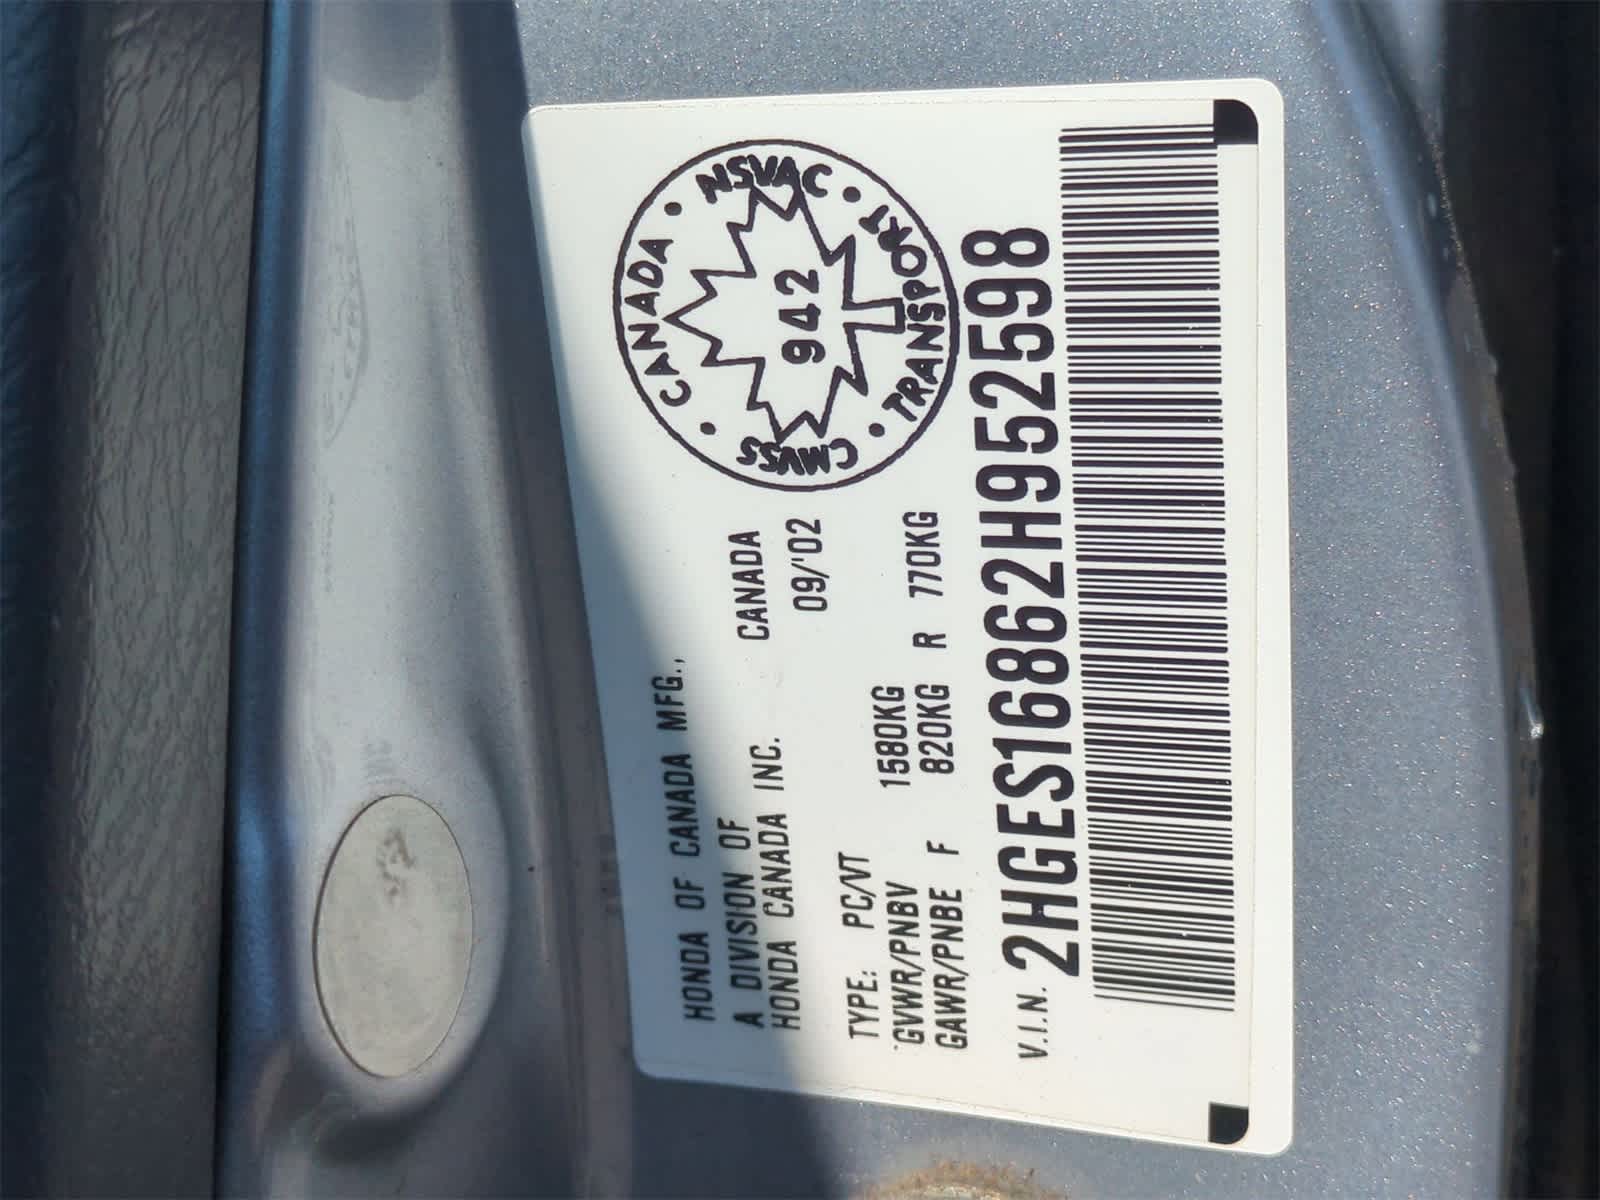 HONDA OF CANADA MFG.,
A DIVISION OF
HONDA CANADA INC. CANADA
09/'02
TYPE: PC/VT
GVWR/PNBV 1580KG
GAWR/PNBE F 820KG R 770KG
V.I.N. 2HGES16862H952598
CANADA • NSVAC • TRANSPORT • CMVSS •
942